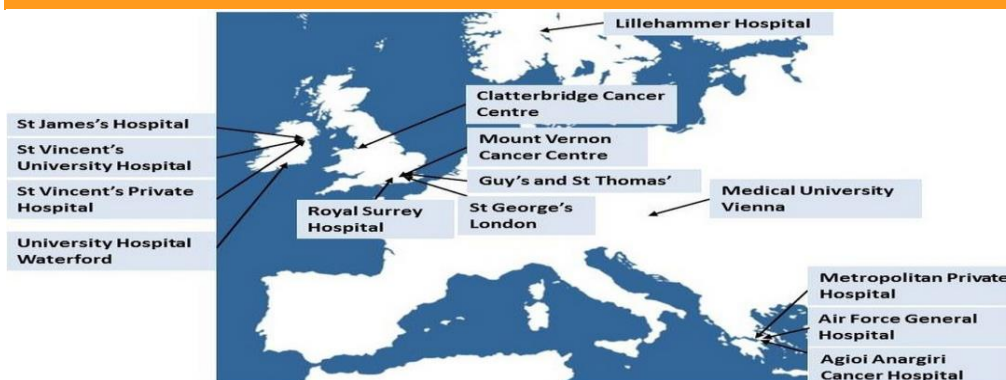 Lillehammer Hospital
Clatterbridge Cancer
Centre
St James's Hospital
St Vincent's
University Hospital
Mount Vernon
Cancer Centre
St Vincent's Private
Hospital
Guy's and St Thomas'
Medical University
Vienna
Royal Surrey
Hospital
St George's
London
University Hospital
Waterford
Metropolitan Private
Hospital
Air Force General
Hospital
Agioi Anargiri
Cancer Hospital